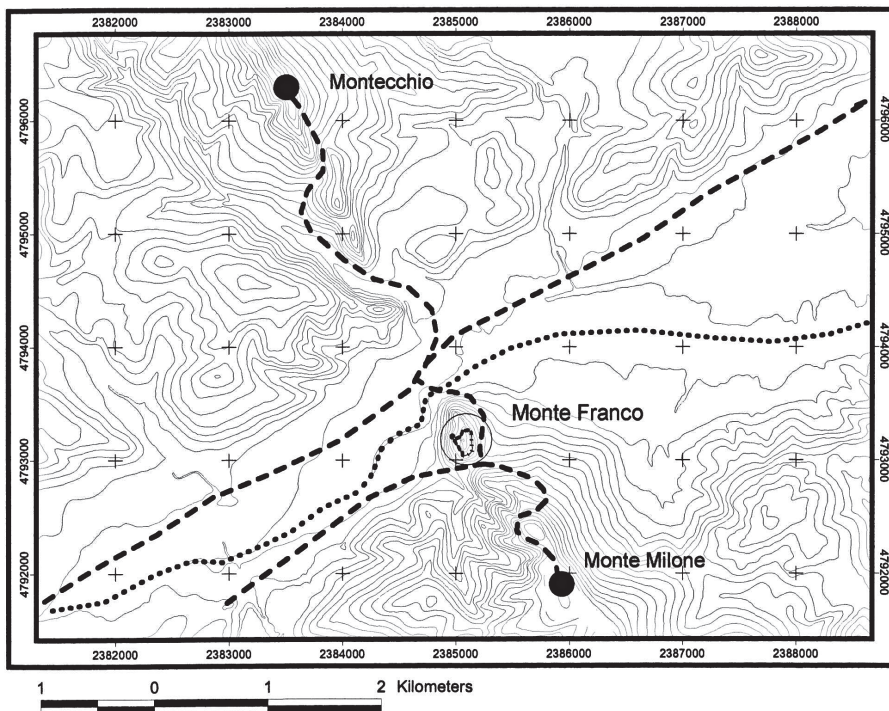 2382000 2383000 2384000 2385000 2386000 2387000 2388000
Montecchio
4796000 4796000
4795000 4795000
4794000 4794000
Monte Franco
4793000 4793000
Monte Milone
4792000 4792000
2382000 2383000 2384000 2385000 2386000 2387000 2388000
1 0 1 2 Kilometers